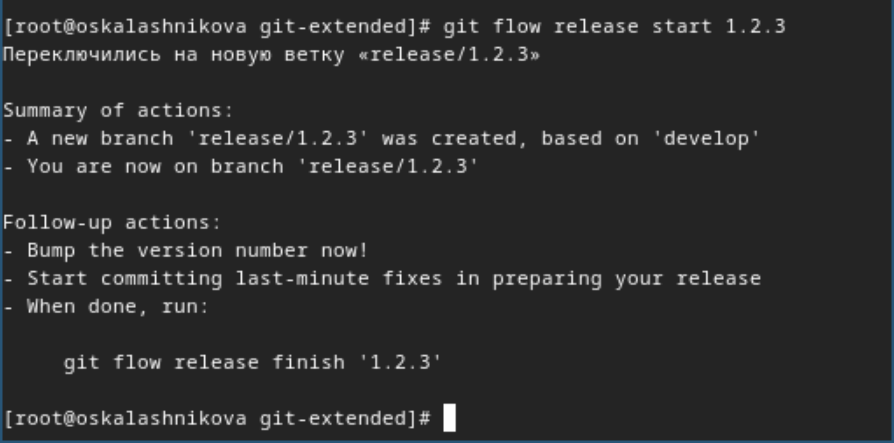 [root@oskalashnikova git-extended]# git flow release start 1.2.3
Переключились на новую ветку «release/1.2.3»
Summary of actions:
- A new branch 'release/1.2.3' was created, based on 'develop'
- You are now on branch 'release/1.2.3'
Follow-up actions:
- Bump the version number now!
- Start committing last-minute fixes in preparing your release
- When done, run:
git flow release finish '1.2.3'
[root@oskalashnikova git-extended]#